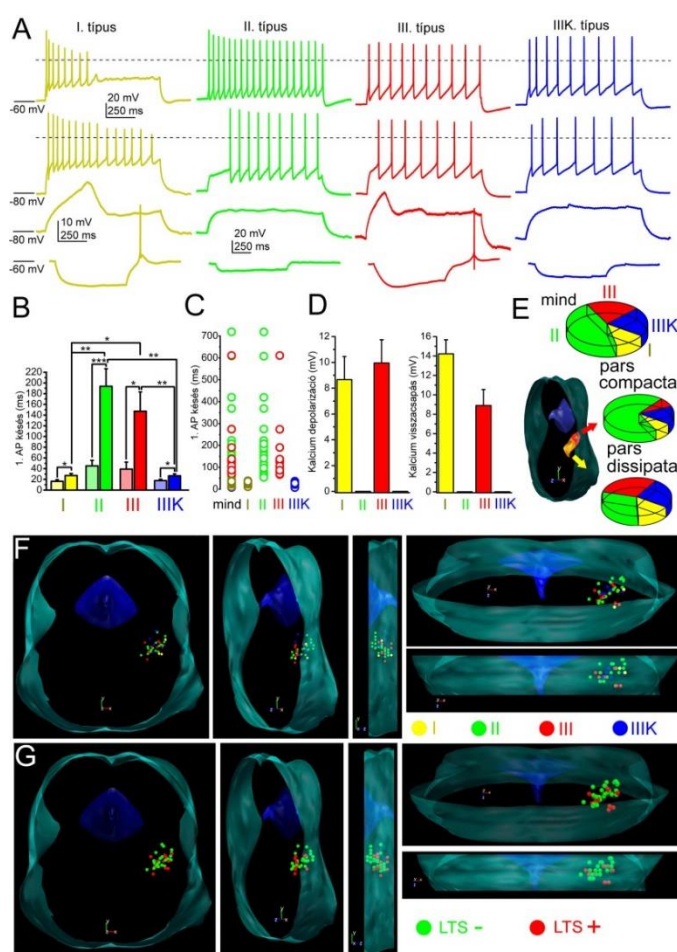 A
I. típus
II. típus
III. típus
IIIK. típus
-60 mV
20 mV
250 ms
-80 mV
-80 mV
10 mV
250 ms
20 mV
250 ms
-60 mV
B
1. AP késés (ms)
220
200
180
160
140
120
100
80
60
40
20
0
*
**
***
**
*
*
**
*
I
II
III
IIIK
C
1. AP késés (ms)
700
600
500
400
300
200
100
0
mind
I
II
III
IIIK
D
Kalcium depolarizáció (mV)
12
10
8
6
4
2
0
I
II
III
IIIK
Kalcium visszacsapás (mV)
16
14
12
10
8
6
4
2
0
I
II
III
IIIK
E
mind
III
II
IIIK
I
pars
compacta
pars
dissipata
F
I
II
III
IIIK
G
LTS -
LTS +